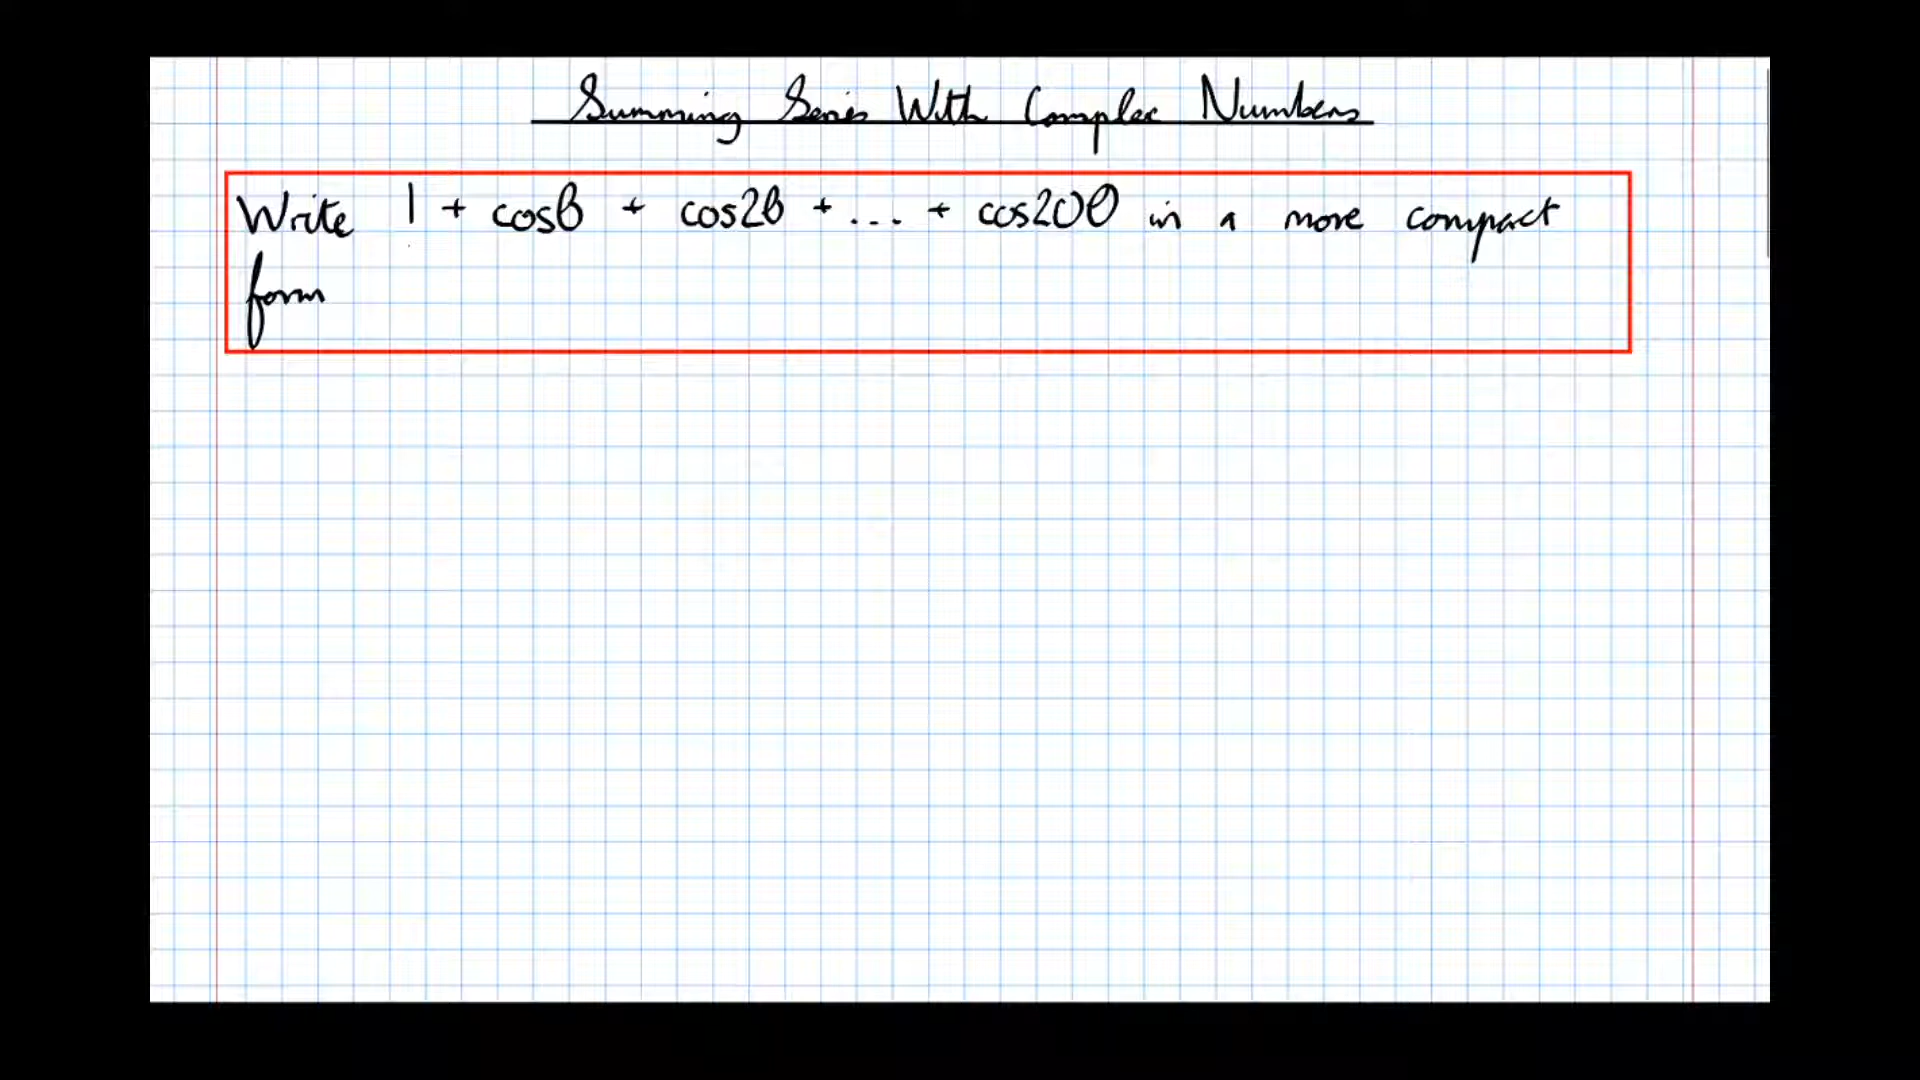 Summing Series With Complex Numbers
Write 1 + cosθ + cos2θ + ... + cos20θ in a more compact
form